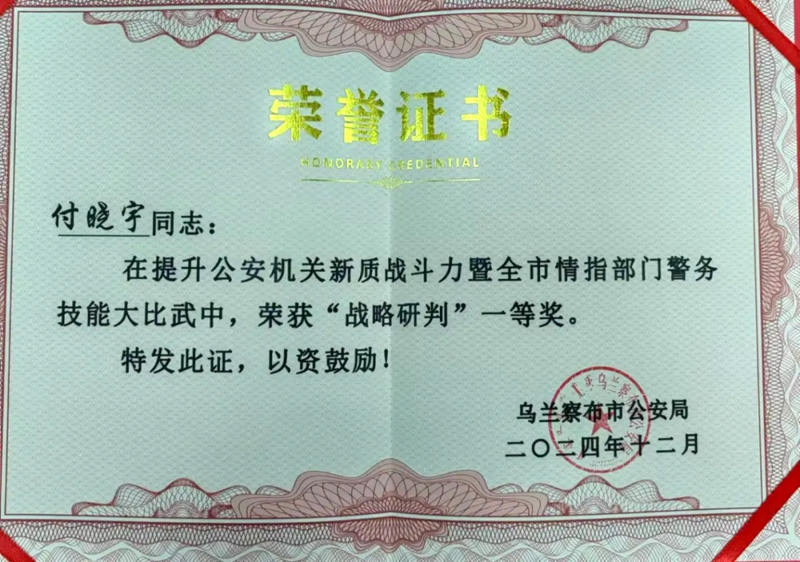 荣誉证书
HONORARY CREDENTIAL
付晓宇同志：
在提升公安机关新质战斗力暨全市情指部门警务
技能大比武中，荣获“战略研判”一等奖。
特发此证，以资鼓励！
乌兰察布市公安局
二〇二四年十二月